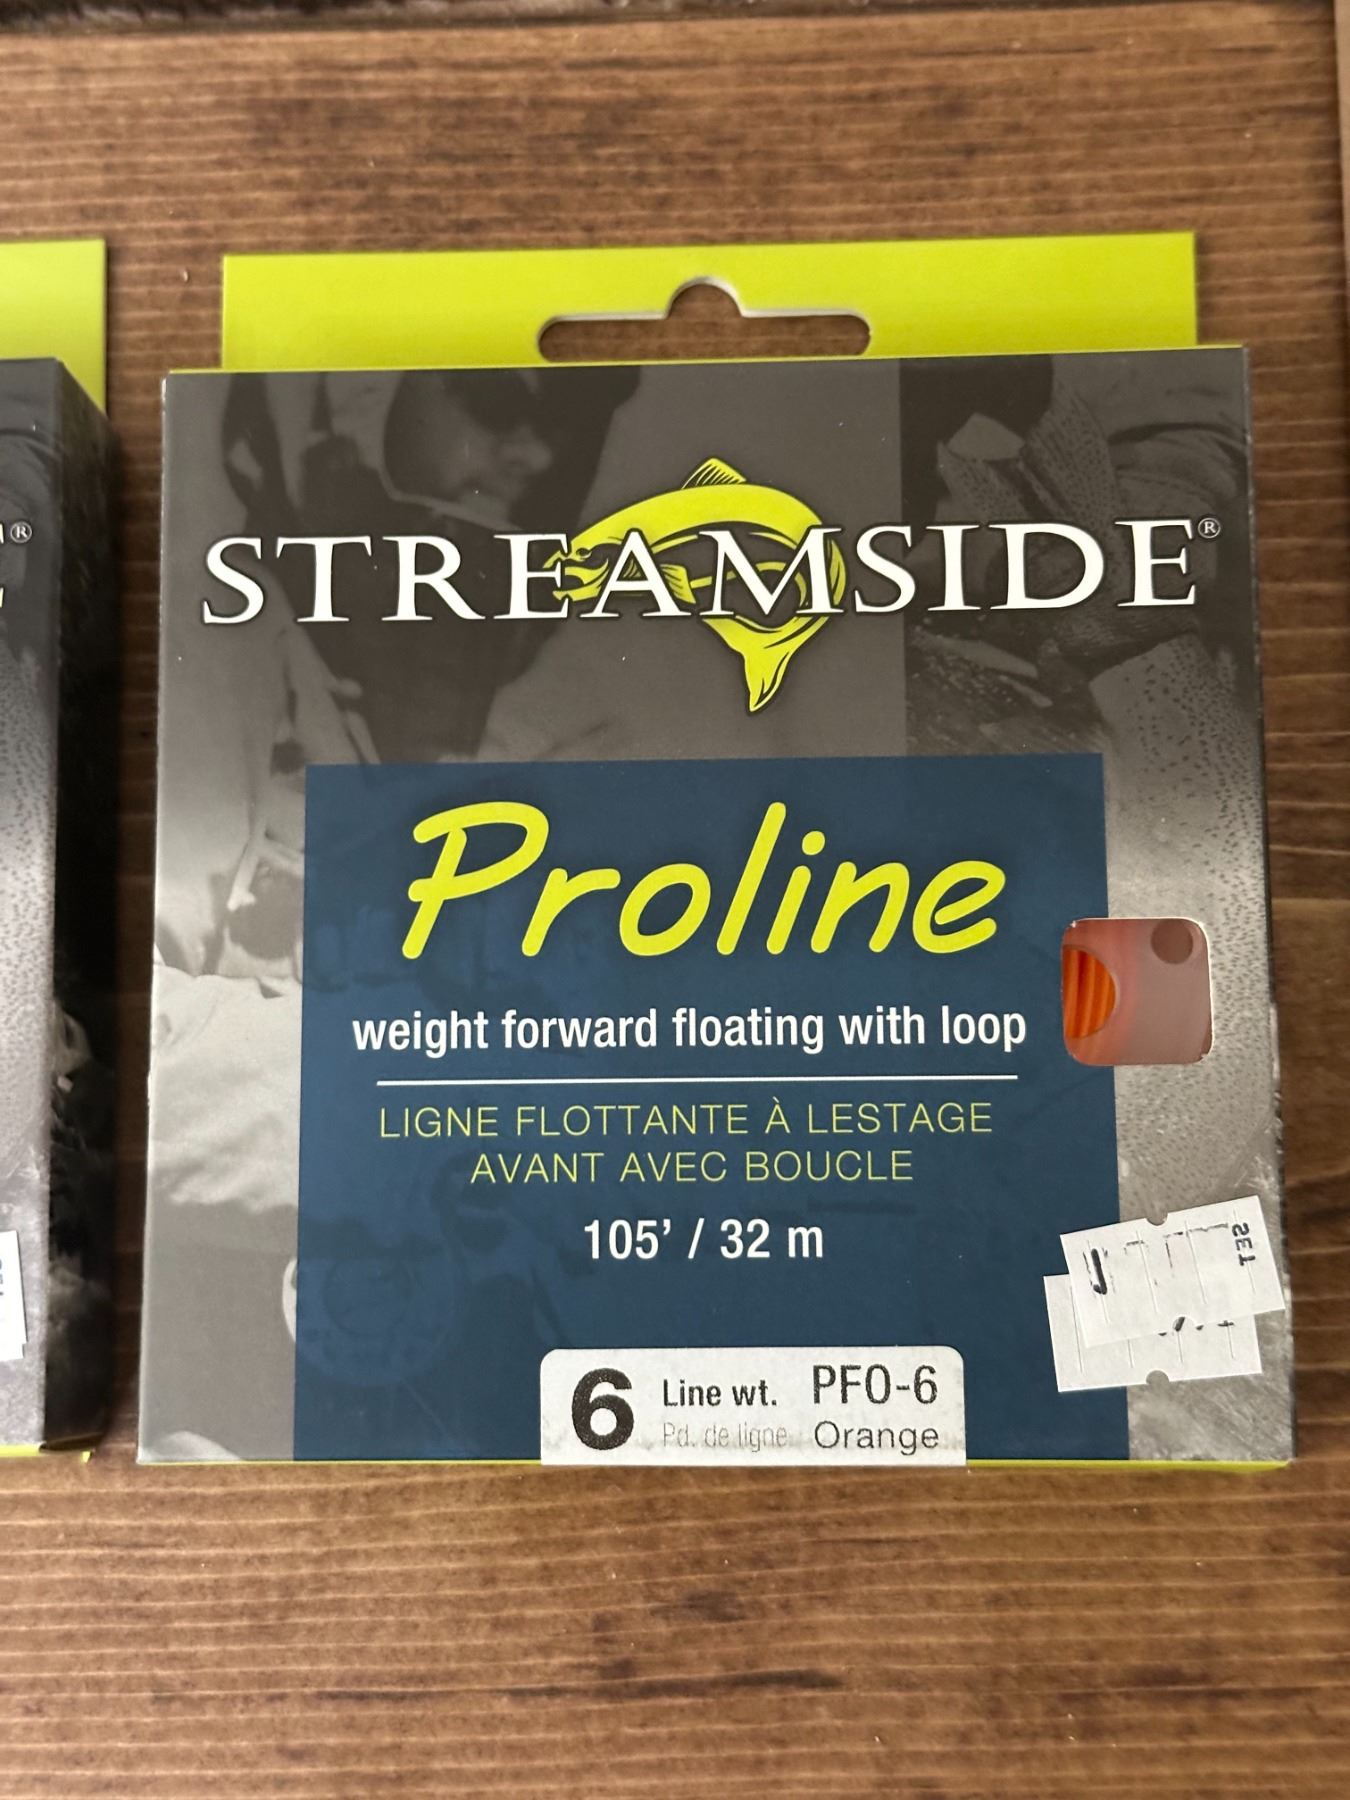 STREAMSIDE®
Proline
weight forward floating with loop
LIGNE FLOTTANTE À LESTAGE
AVANT AVEC BOUCLE
105' / 32 m
6 Line wt. PFO-6
Pd. de ligne Orange